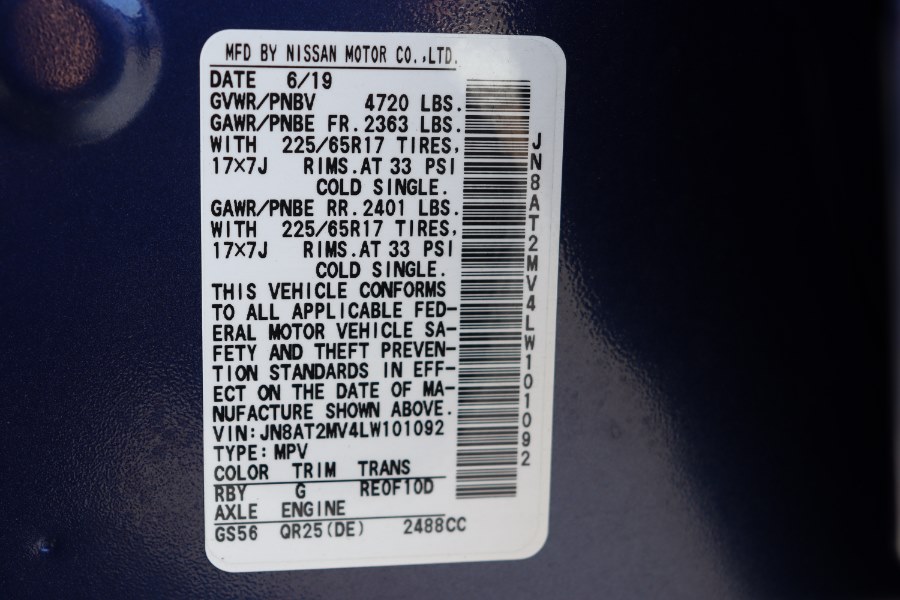 MFD BY NISSAN MOTOR CO.,LTD.
DATE 6/19
GVWR/PNBV 4720 LBS.
GAWR/PNBE FR.2363 LBS.
WITH 225/65R17 TIRES,
17×7J RIMS.AT 33 PSI
COLD SINGLE.
GAWR/PNBE RR.2401 LBS.
WITH 225/65R17 TIRES,
17×7J RIMS.AT 33 PSI
COLD SINGLE.
THIS VEHICLE CONFORMS
TO ALL APPLICABLE FED-
ERAL MOTOR VEHICLE SA-
FETY AND THEFT PREVEN-
TION STANDARDS IN EFF-
ECT ON THE DATE OF MA-
NUFACTURE SHOWN ABOVE.
VIN:JN8AT2MV4LW101092
TYPE:MPV
COLOR TRIM TRANS
RBY G RE0F10D
AXLE ENGINE
GS56 QR25(DE) 2488CC
JN8AT2MV4LW101092